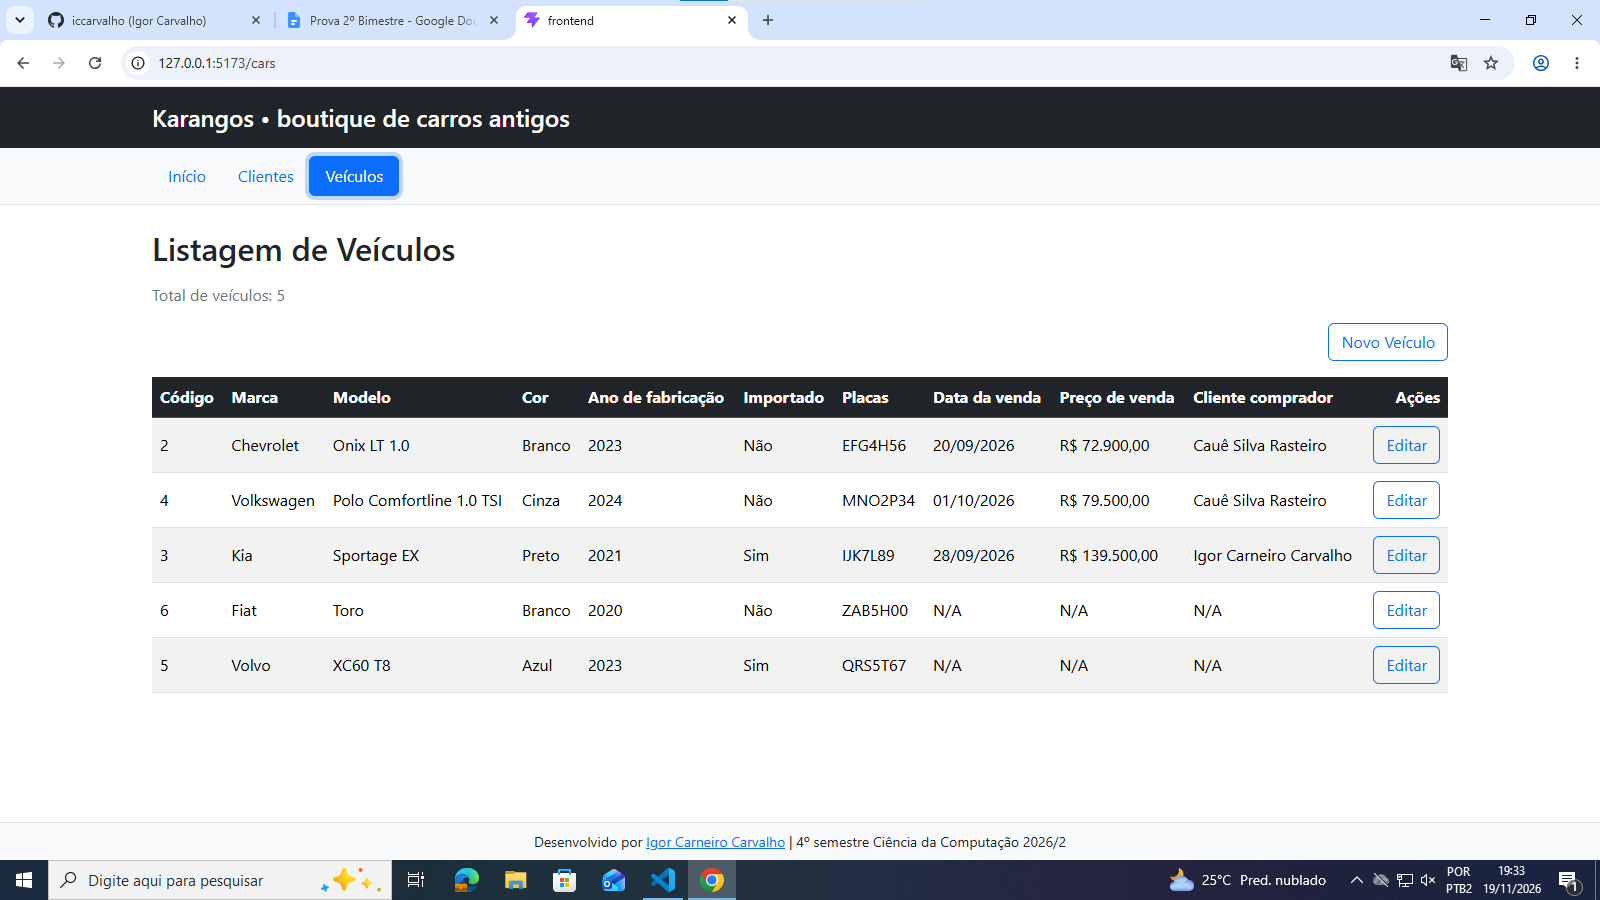 iccarvalho (Igor Carvalho)
Prova 2º Bimestre - Google Doc
frontend
127.0.0.1:5173/cars
Karangos • boutique de carros antigos
Início Clientes Veículos
Listagem de Veículos
Total de veículos: 5
Novo Veículo
Código Marca Modelo Cor Ano de fabricação Importado Placas Data da venda Preço de venda Cliente comprador Ações
2 Chevrolet Onix LT 1.0 Branco 2023 Não EFG4H56 20/09/2026 R$ 72.900,00 Cauê Silva Rasteiro Editar
4 Volkswagen Polo Comfortline 1.0 TSI Cinza 2024 Não MNO2P34 01/10/2026 R$ 79.500,00 Cauê Silva Rasteiro Editar
3 Kia Sportage EX Preto 2021 Sim IJK7L89 28/09/2026 R$ 139.500,00 Igor Carneiro Carvalho Editar
6 Fiat Toro Branco 2020 Não ZAB5H00 N/A N/A N/A Editar
5 Volvo XC60 T8 Azul 2023 Sim QRS5T67 N/A N/A N/A Editar
Desenvolvido por Igor Carneiro Carvalho | 4º semestre Ciência da Computação 2026/2
Digite aqui para pesquisar
25°C Pred. nublado
POR
PTB2
19:33
19/11/2026
1